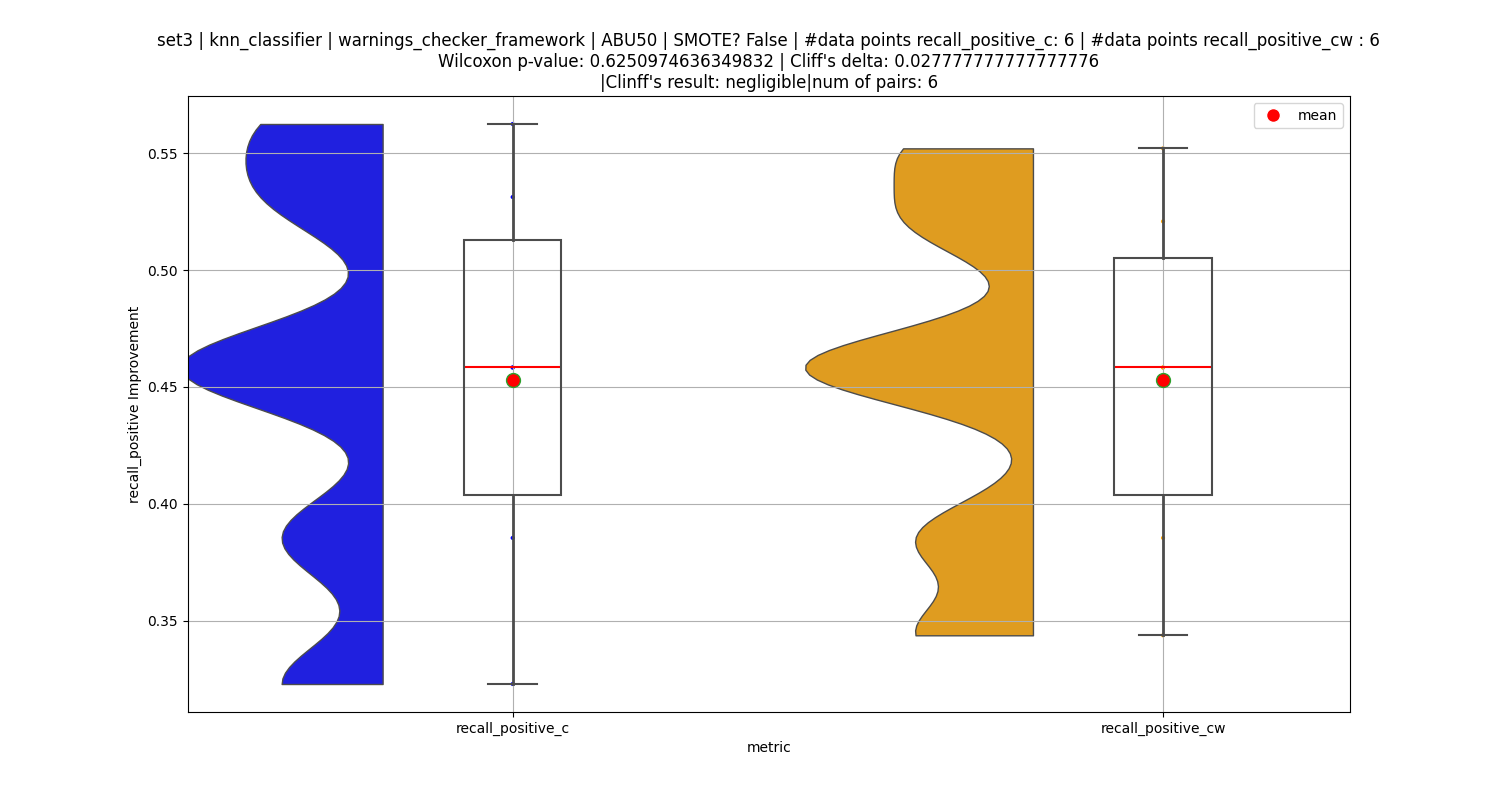 set3 | knn_classifier | warnings_checker_framework | ABU50 | SMOTE? False | #data points recall_positive_c: 6 | #data points recall_positive_cw : 6
Wilcoxon p-value: 0.6250974636349832 | Cliff's delta: 0.027777777777777776
|Clinff's result: negligible|num of pairs: 6
mean
0.55
0.50
0.45
0.40
0.35
recall_positive Improvement
recall_positive_c
recall_positive_cw
metric